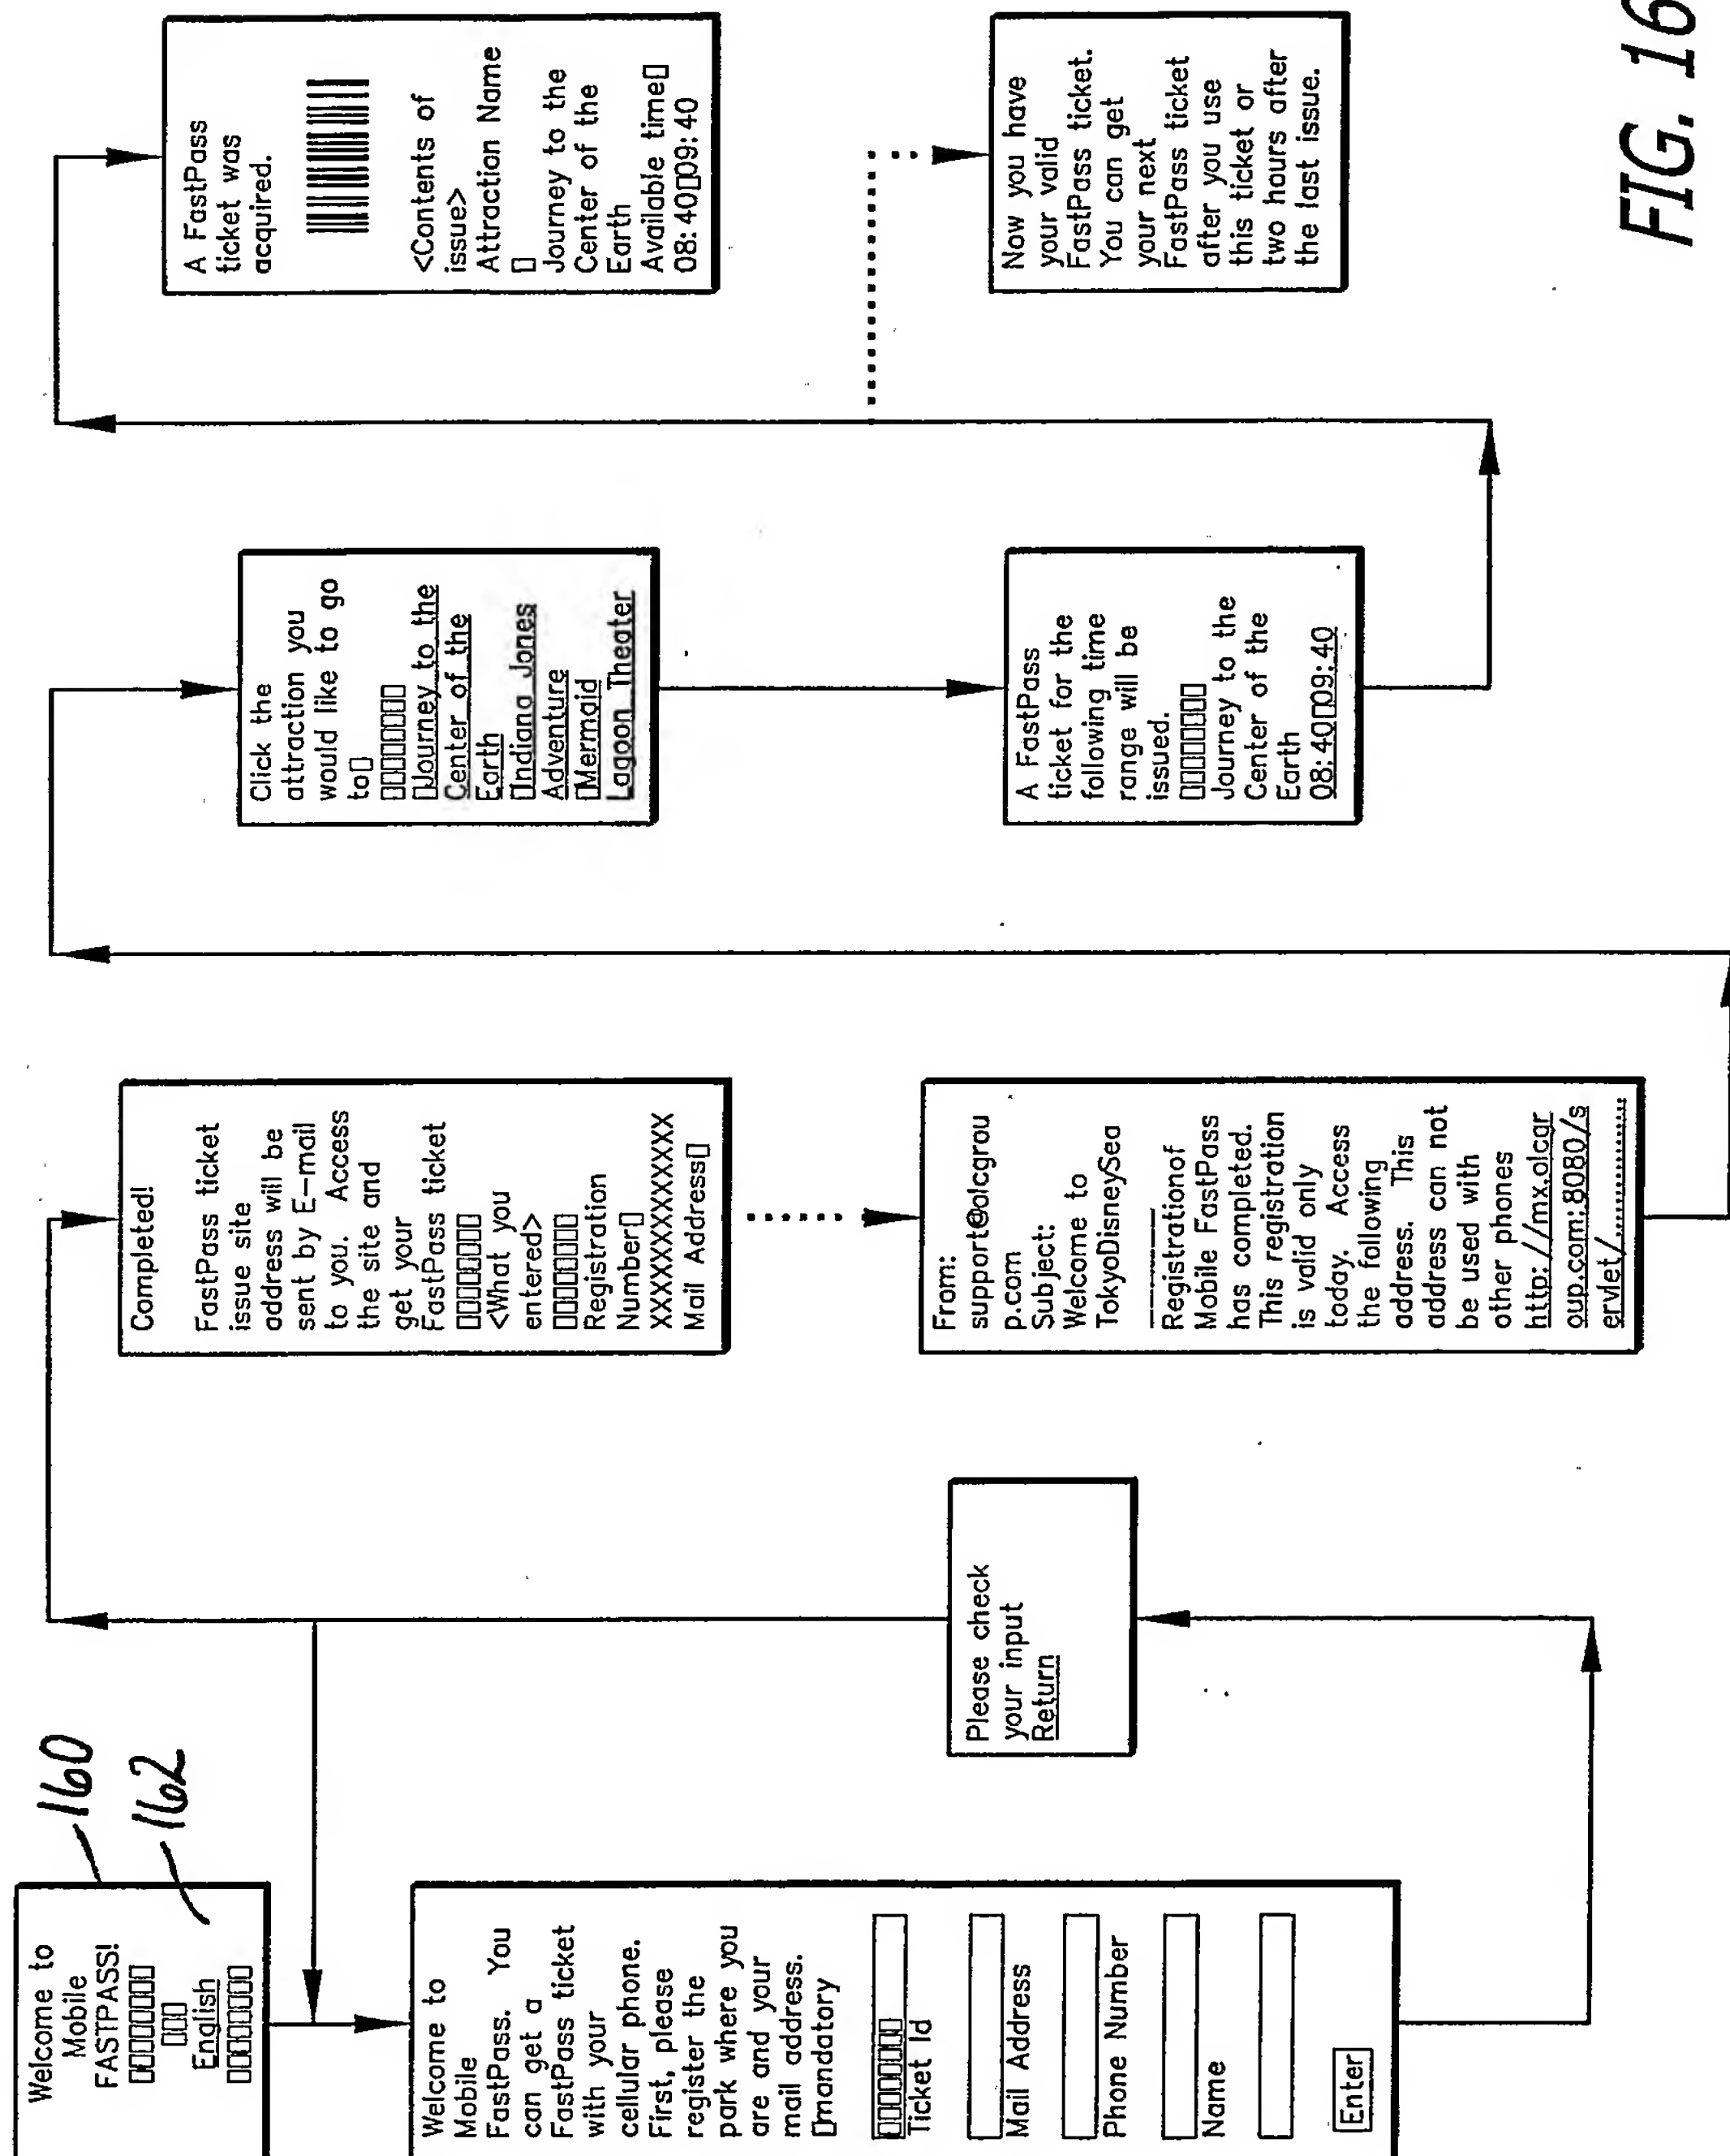 Welcome to
Mobile
FASTPASS!
▯▯▯▯▯▯▯▯
▯▯▯
English
▯▯▯▯▯▯▯▯
160
162
Welcome to
Mobile
FastPass. You
can get a
FastPass ticket
with your
cellular phone.
First, please
register the
park where you
are and your
mail address.
▯mandatory
▯▯▯▯▯▯▯▯
Ticket Id
Mail Address
Phone Number
Name
Enter
Please check
your input
Return
Completed!
FastPass ticket
issue site
address will be
sent by E-mail
to you. Access
the site and
get your
FastPass ticket
▯▯▯▯▯▯▯▯
<What you
entered>
▯▯▯▯▯▯▯▯
Registration
Number▯
XXXXXXXXXXXXXXXX
Mail Address▯
From:
support@olcgrou
p.com
Subject:
Welcome to
TokyoDisneySea
Registrationof
Mobile FastPass
has completed.
This registration
is valid only
today. Access
the following
address. This
address can not
be used with
other phones
http://mx.olcgr
oup.com:8080/s
ervlet/..............
Click the
attraction you
would like to go
to▯
▯▯▯▯▯▯▯▯
▯Journey to the
Center of the
Earth
▯Indiana Jones
Adventure
▯Mermaid
Lagoon Theater
A FastPass
ticket for the
following time
range will be
issued.
▯▯▯▯▯▯▯▯
Journey to the
Center of the
Earth
08:40▯09:40
A FastPass
ticket was
acquired.
<Contents of
issue>
Attraction Name
▯
Journey to the
Center of the
Earth
Available time▯
08:40▯09:40
Now you have
your valid
FastPass ticket.
You can get
your next
FastPass ticket
after you use
this ticket or
two hours after
the last issue.
FIG. 16